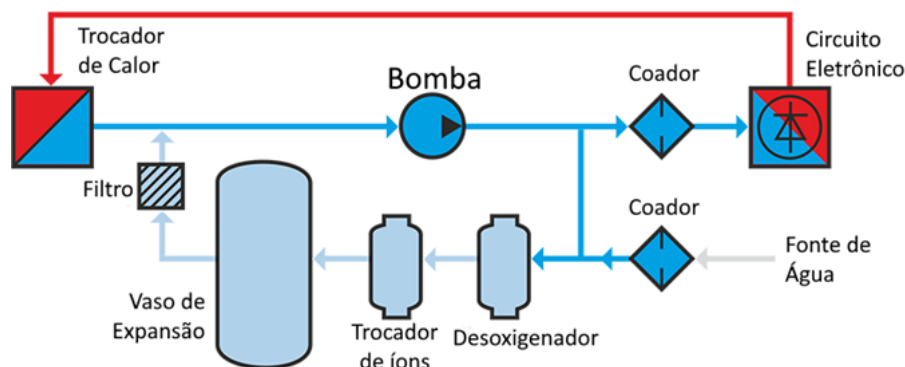 Trocador
de Calor
Bomba
Coador
Circuito
Eletrônico
Filtro
Coador
Fonte de
Água
Vaso de
Expansão
Trocador
de íons
Desoxigenador